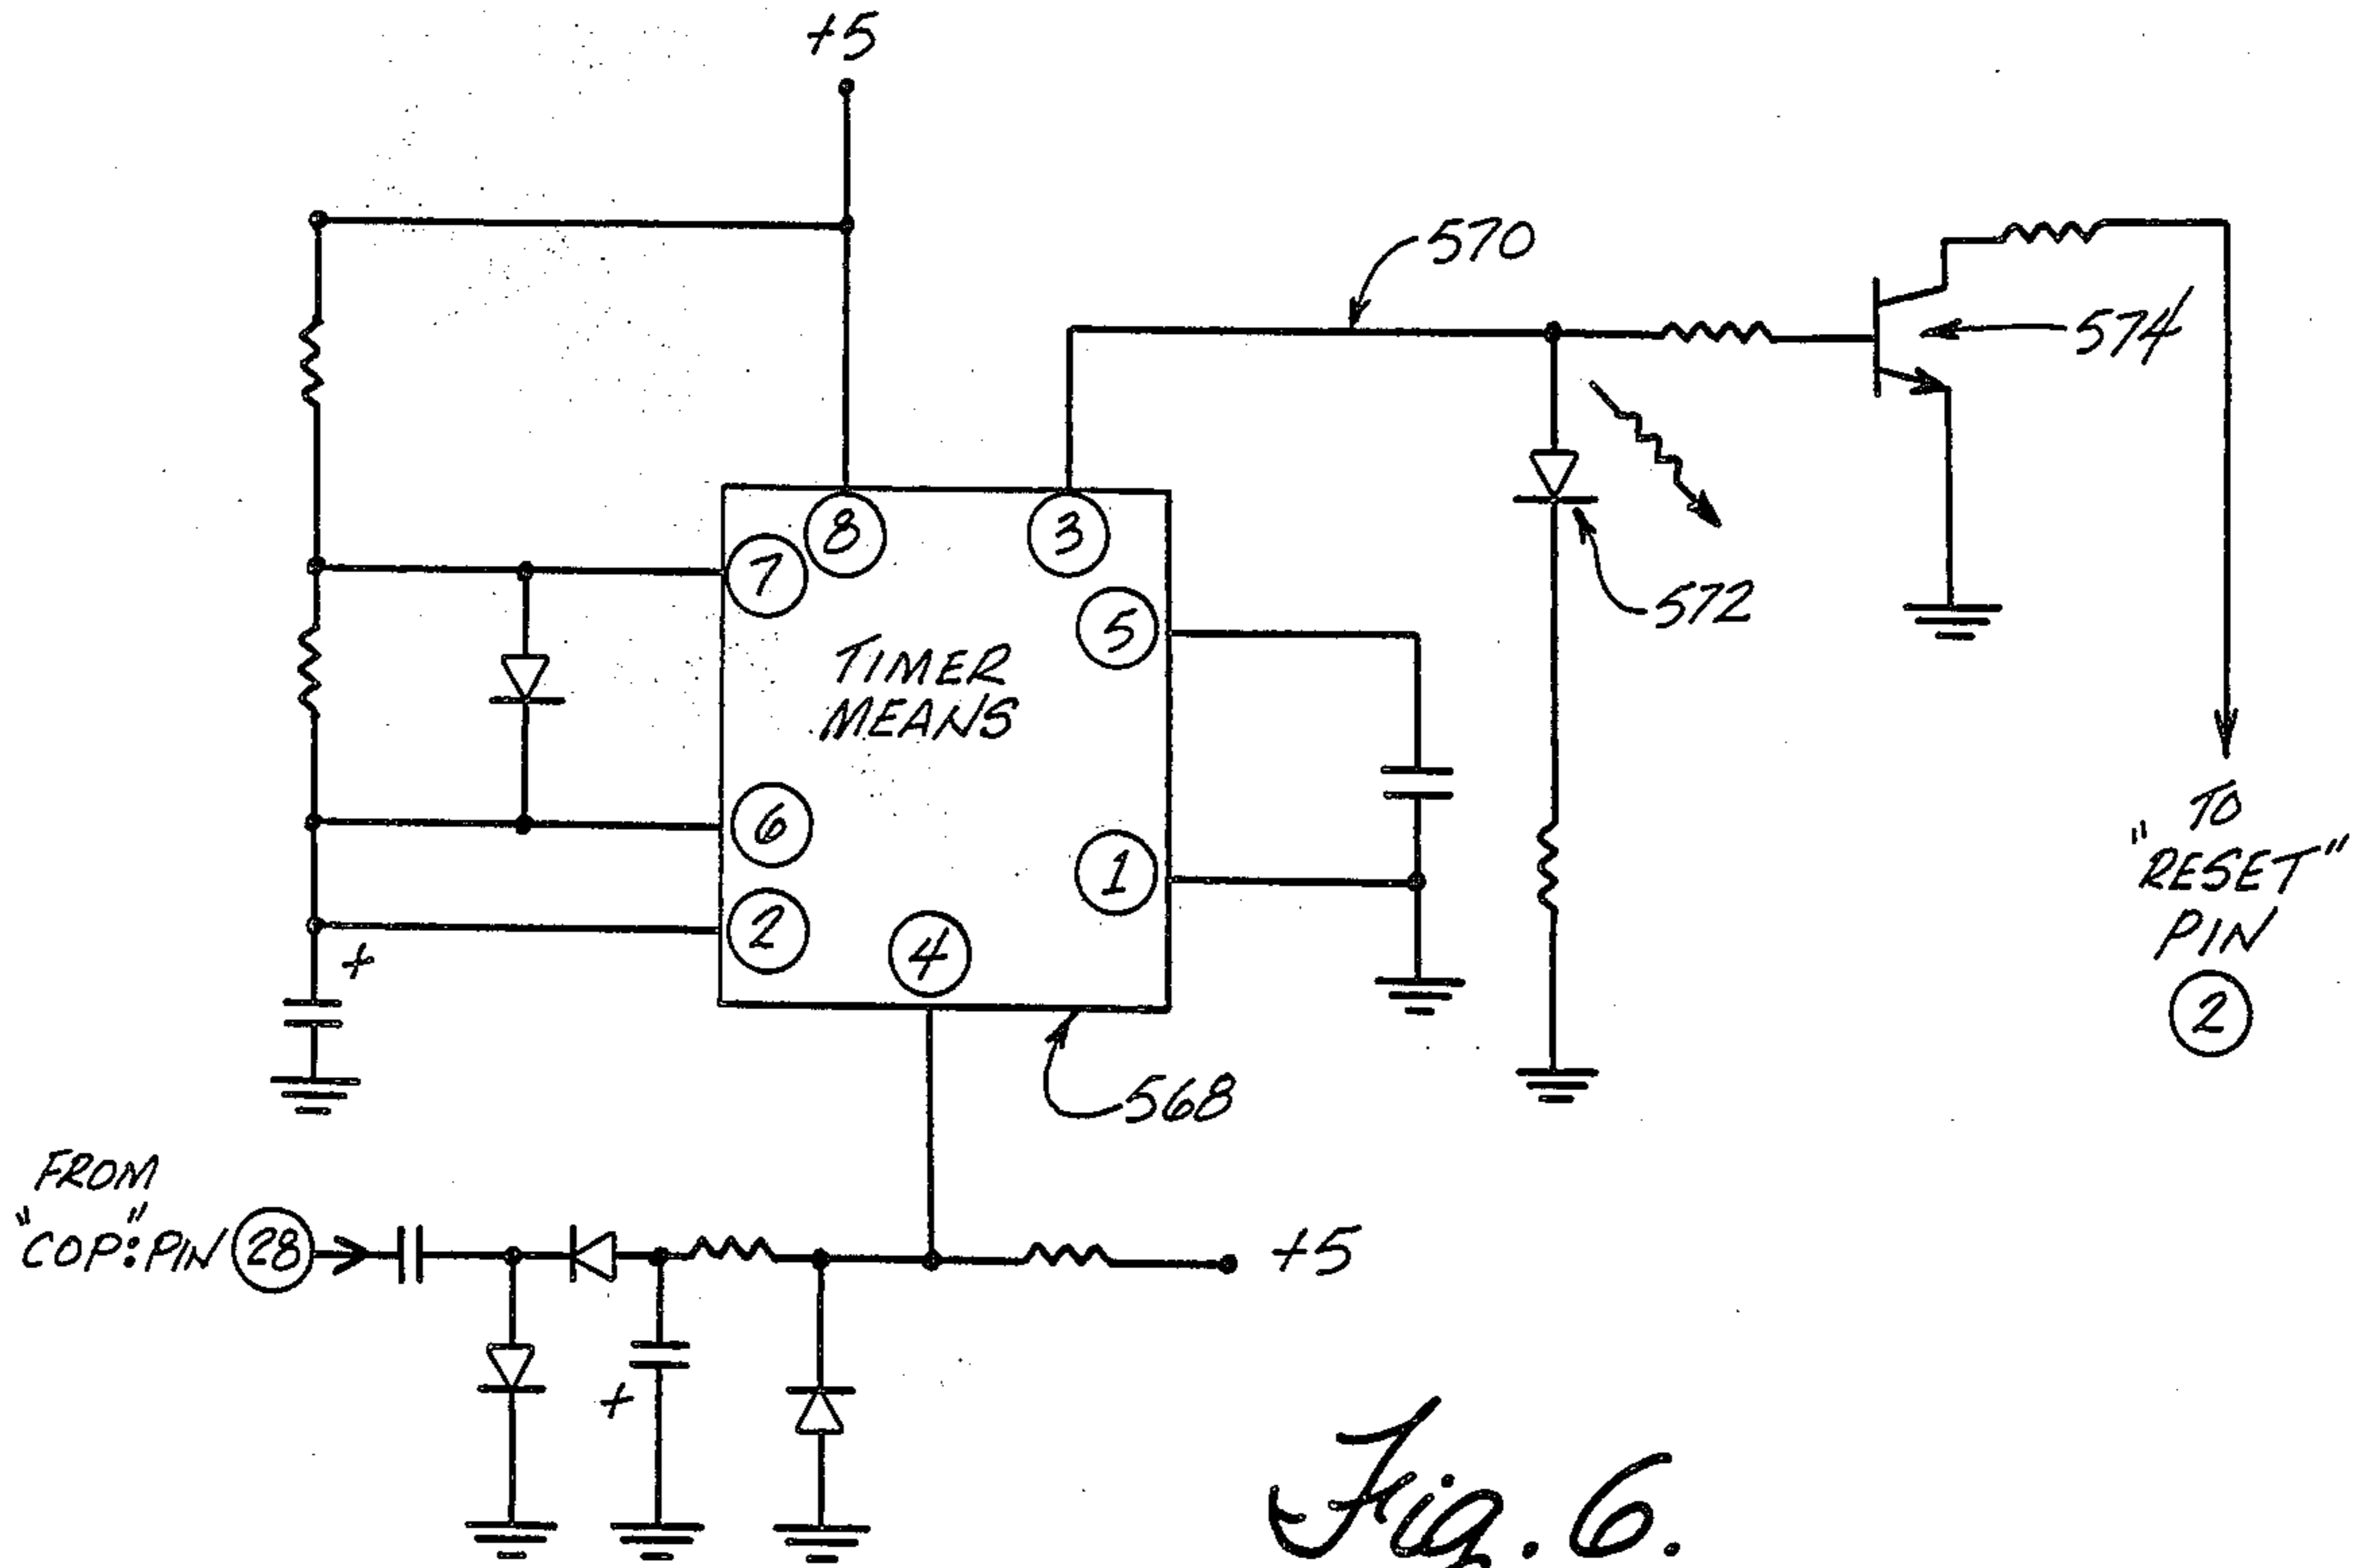 +5
570
574
8
3
7
5
572
TIMER
MEANS
6
1
2
4
+
568
TO
"RESET"
PIN
2
FROM
"COP":PIN 28
+5
+
Fig. 6.